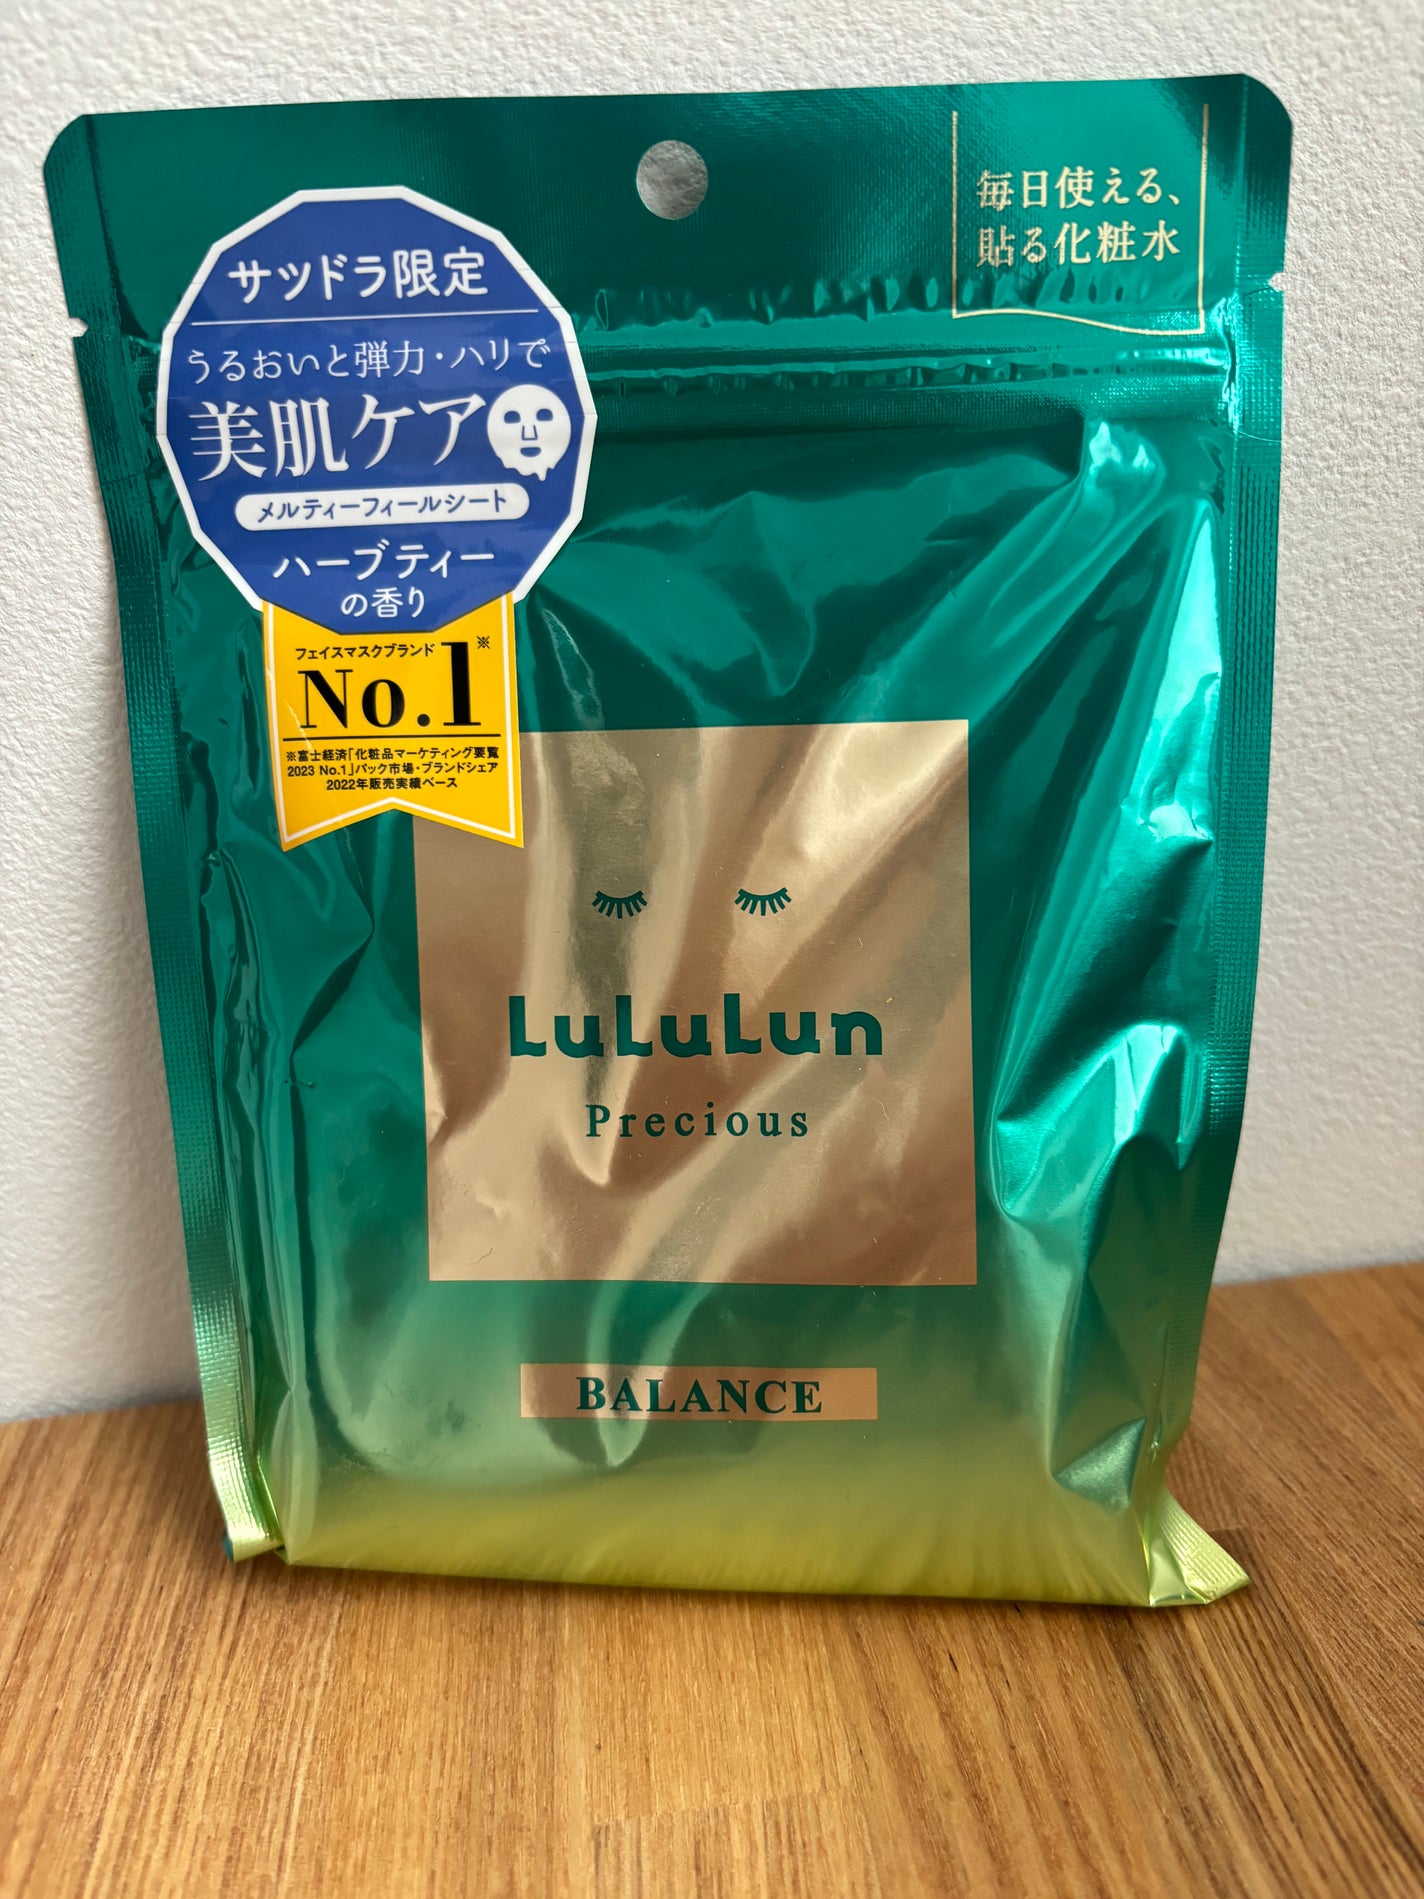 毎日使える、
貼る化粧水
サツドラ限定
うるおいと弾力・ハリで
美肌ケア
メルティーフィールシート
ハーブティー
の香り
フェイスマスクブランド
No.1※
※富士経済「化粧品マーケティング要覧
2023 No.1」パック市場・ブランドシェア
2022年販売実績ベース
LuLuLun
Precious
BALANCE